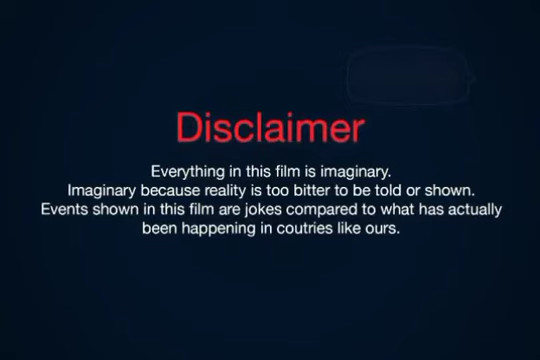 Disclaimer
Everything in this film is imaginary.
Imaginary because reality is too bitter to be told or shown.
Events shown in this film are jokes compared to what has actually
been happening in coutries like ours.